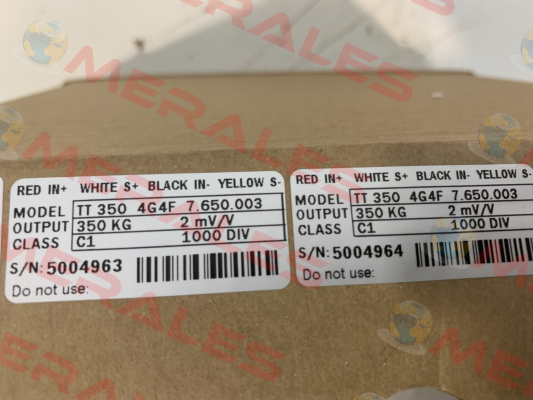 RED IN+ WHITE S+ BLACK IN- YELLOW S-
MODEL TT 350 4G4F 7.650.003
OUTPUT 350 KG 2 mV/V
CLASS C1 1000 DIV
S/N: 5004963
Do not use:
RED IN+ WHITE S+ BLACK IN- YELLOW S-
MODEL TT 350 4G4F 7.650.003
OUTPUT 350 KG 2 mV/V
CLASS C1 1000 DIV
S/N: 5004964
Do not use:
MERALES
MERALES